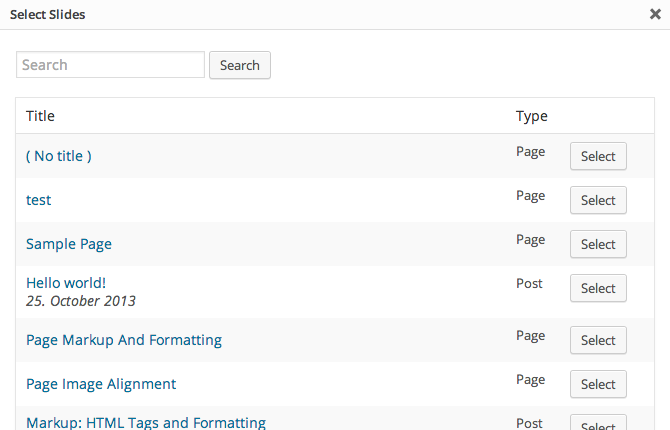 Select Slides
Search Search
Title Type
( No title ) Page Select
test Page Select
Sample Page Page Select
Hello world! Post Select
25. October 2013
Page Markup And Formatting Page Select
Page Image Alignment Page Select
Markup: HTML Tags and Formatting Post Select